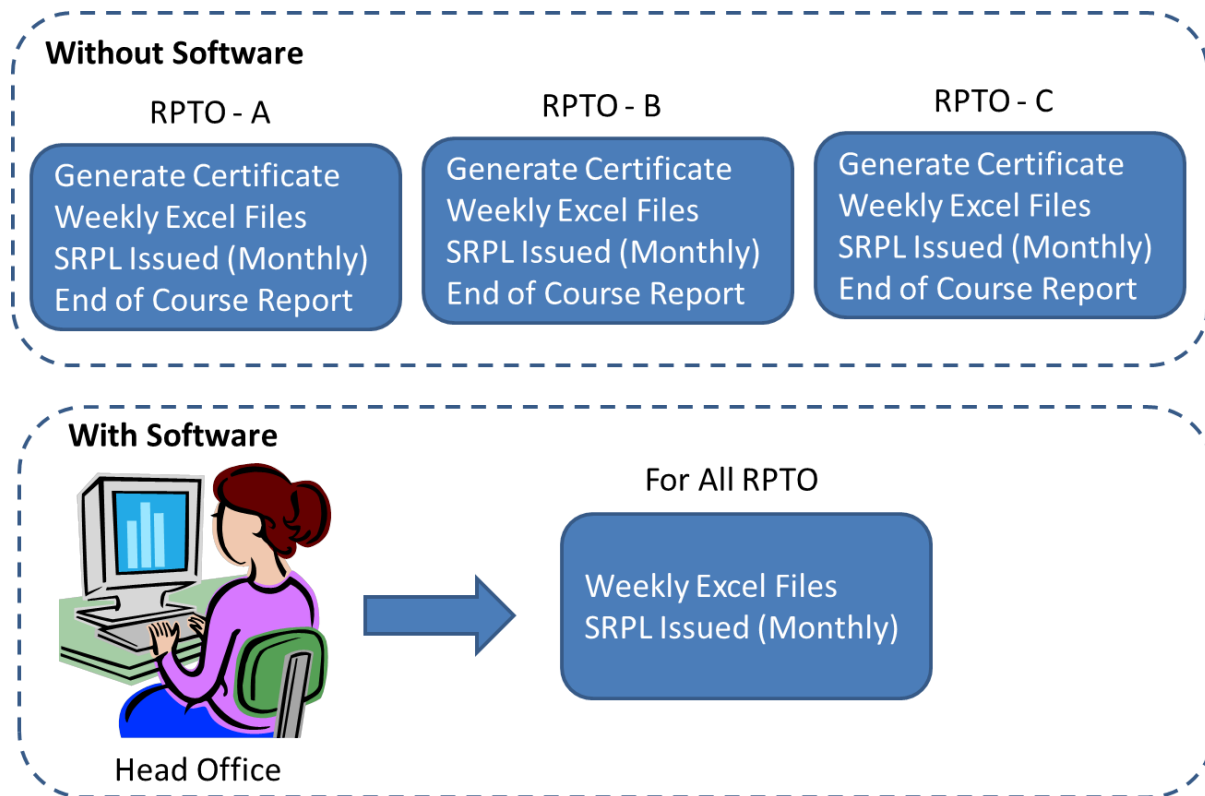 Without Software
RPTO - A
RPTO - B
RPTO - C
Generate Certificate
Weekly Excel Files
SRPL Issued (Monthly)
End of Course Report
Generate Certificate
Weekly Excel Files
SRPL Issued (Monthly)
End of Course Report
Generate Certificate
Weekly Excel Files
SRPL Issued (Monthly)
End of Course Report
With Software
For All RPTO
Weekly Excel Files
SRPL Issued (Monthly)
Head Office